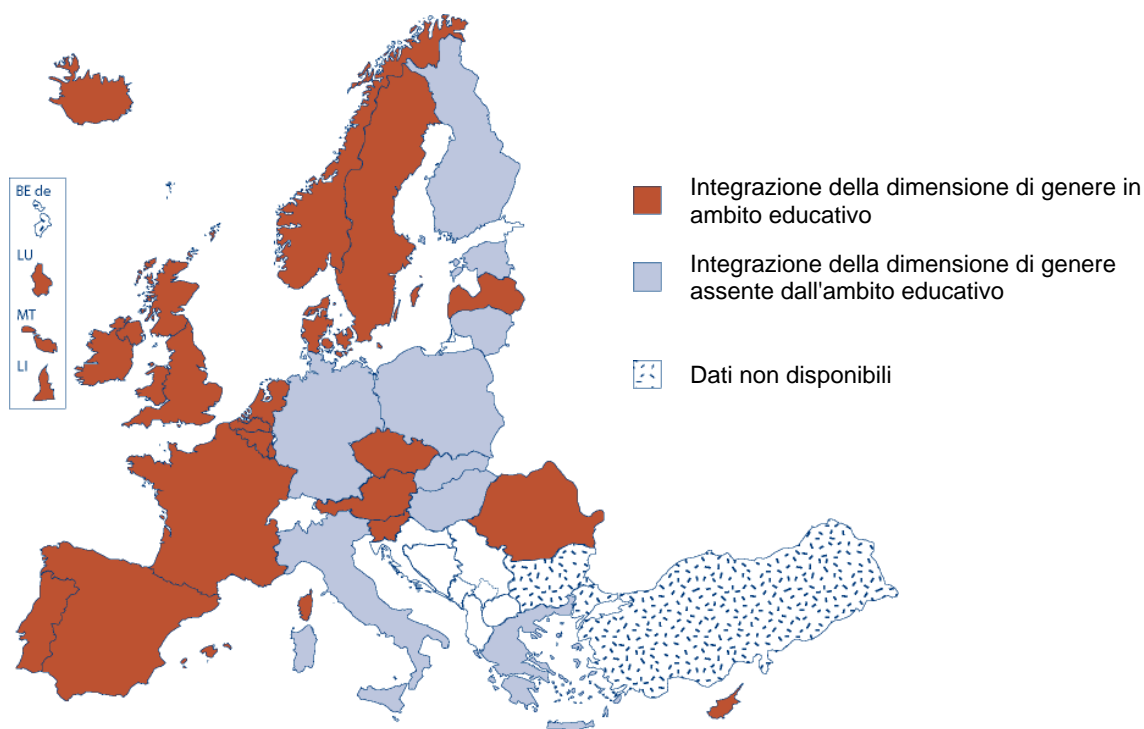 BE de
LU
MT
LI
Integrazione della dimensione di genere in
ambito educativo
Integrazione della dimensione di genere
assente dall'ambito educativo
Dati non disponibili